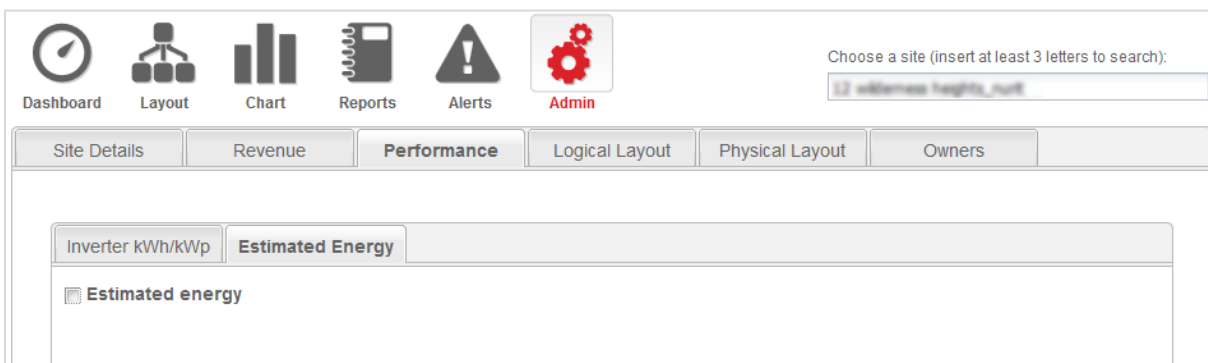 Choose a site (insert at least 3 letters to search):
Dashboard Layout Chart Reports Alerts Admin
Site Details Revenue Performance Logical Layout Physical Layout Owners
Inverter kWh/kWp Estimated Energy
Estimated energy